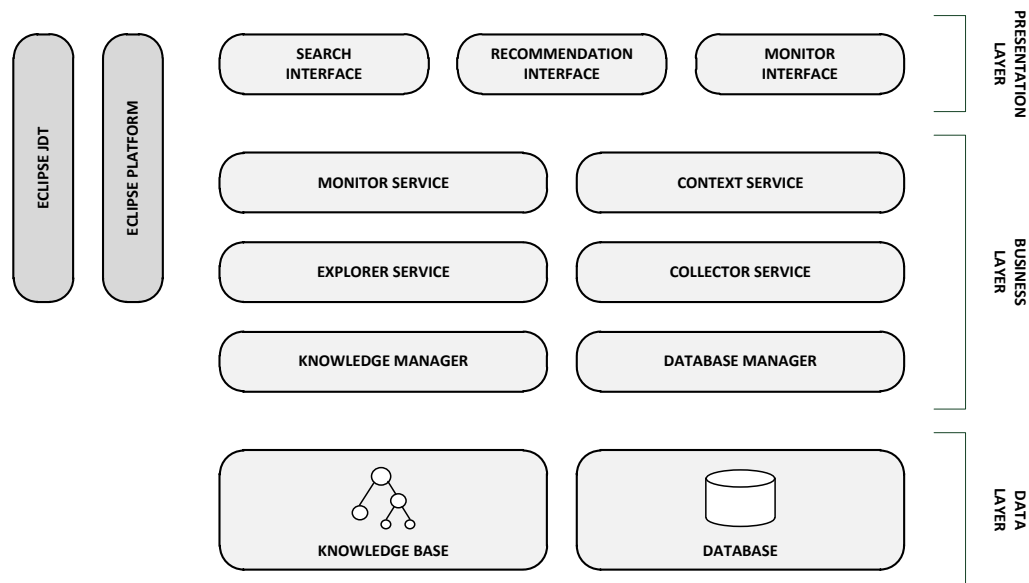 ECLIPSE JDT
ECLIPSE PLATFORM
SEARCH
INTERFACE
RECOMMENDATION
INTERFACE
MONITOR
INTERFACE
PRESENTATION
LAYER
MONITOR SERVICE
CONTEXT SERVICE
EXPLORER SERVICE
COLLECTOR SERVICE
KNOWLEDGE MANAGER
DATABASE MANAGER
BUSINESS
LAYER
KNOWLEDGE BASE
DATABASE
DATA
LAYER